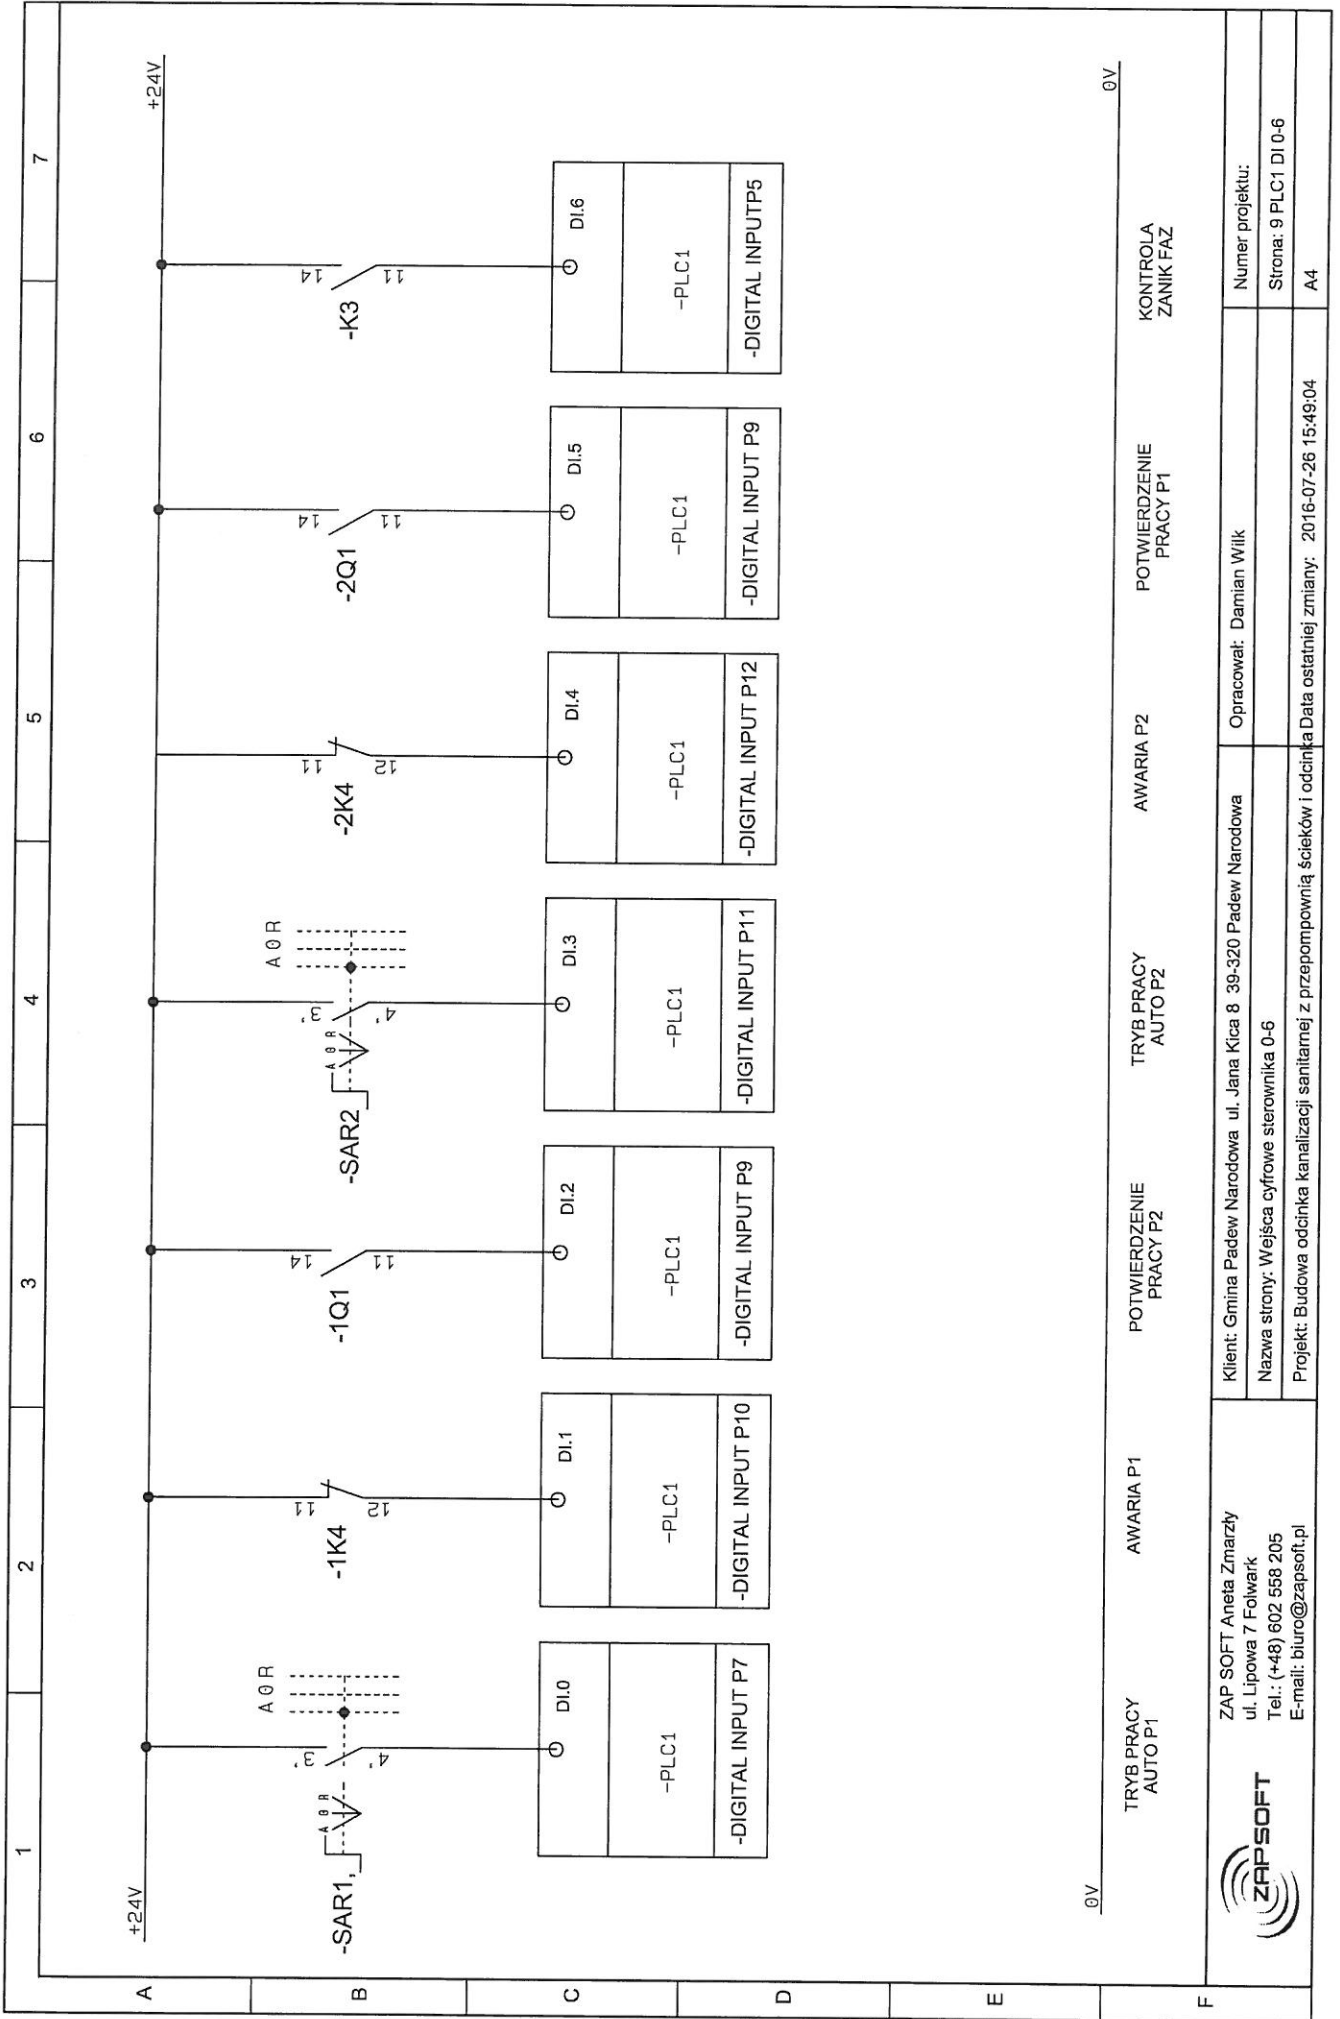 1 2 3 4 5 6 7
A
B
C
D
E
F
+24V +24V
A 0 R
A 0 R
-SAR1,
3'
4'
-1K4
11
12
-1Q1
14
11
A 0 R
A 0 R
-SAR2
3'
4'
-2K4
11
12
-2Q1
14
11
-K3
14
11
DI.0
-PLC1
-DIGITAL INPUT P7
DI.1
-PLC1
-DIGITAL INPUT P10
DI.2
-PLC1
-DIGITAL INPUT P9
DI.3
-PLC1
-DIGITAL INPUT P11
DI.4
-PLC1
-DIGITAL INPUT P12
DI.5
-PLC1
-DIGITAL INPUT P9
DI.6
-PLC1
-DIGITAL INPUTP5
0V 0V
TRYB PRACY
AUTO P1
AWARIA P1
POTWIERDZENIE
PRACY P2
TRYB PRACY
AUTO P2
AWARIA P2
POTWIERDZENIE
PRACY P1
KONTROLA
ZANIK FAZ
ZAPSOFT
ZAP SOFT Aneta Zmarzły
ul. Lipowa 7 Folwark
Tel.: (+48) 602 558 205
E-mail: biuro@zapsoft.pl
Klient: Gmina Padew Narodowa ul. Jana Kica 8 39-320 Padew Narodowa
Opracował: Damian Wilk
Numer projektu:
Nazwa strony: Wejśca cyfrowe sterownika 0-6
Strona: 9 PLC1 DI 0-6
Projekt: Budowa odcinka kanalizacji sanitarnej z przepompownią ścieków i odcinka Data ostatniej zmiany: 2016-07-26 15:49:04
A4